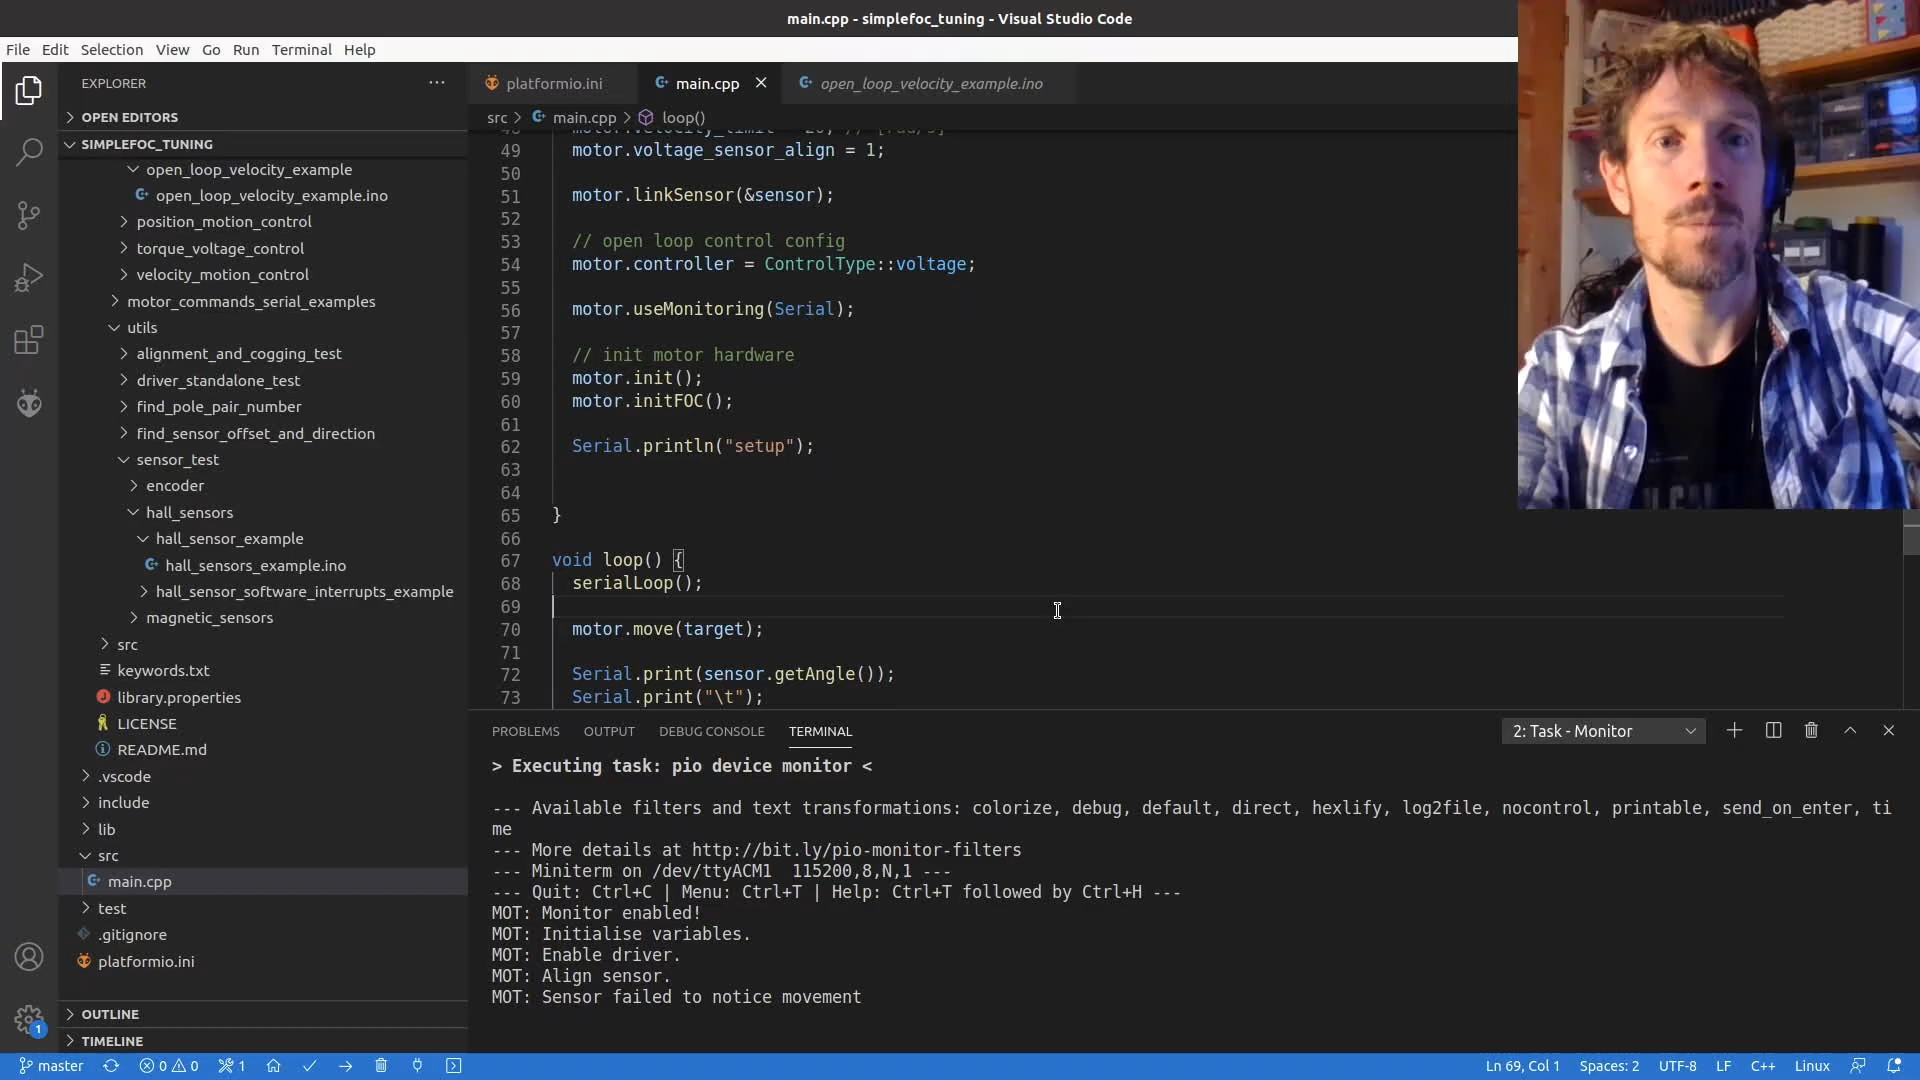 main.cpp - simplefoc_tuning - Visual Studio Code
File Edit Selection View Go Run Terminal Help
EXPLORER
OPEN EDITORS
SIMPLEFOC_TUNING
open_loop_velocity_example
open_loop_velocity_example.ino
position_motion_control
torque_voltage_control
velocity_motion_control
motor_commands_serial_examples
utils
alignment_and_cogging_test
driver_standalone_test
find_pole_pair_number
find_sensor_offset_and_direction
sensor_test
encoder
hall_sensors
hall_sensor_example
hall_sensors_example.ino
hall_sensor_software_interrupts_example
magnetic_sensors
src
keywords.txt
library.properties
LICENSE
README.md
.vscode
include
lib
src
main.cpp
test
.gitignore
platformio.ini
OUTLINE
TIMELINE
1
platformio.ini main.cpp open_loop_velocity_example.ino
src > main.cpp > loop()
48 motor.velocity_limit = 20; // [rad/s]
49 motor.voltage_sensor_align = 1;
50
51 motor.linkSensor(&sensor);
52
53 // open loop control config
54 motor.controller = ControlType::voltage;
55
56 motor.useMonitoring(Serial);
57
58 // init motor hardware
59 motor.init();
60 motor.initFOC();
61
62 Serial.println("setup");
63
64
65 }
66
67 void loop() {
68 serialLoop();
69
70 motor.move(target);
71
72 Serial.print(sensor.getAngle());
73 Serial.print("\t");
PROBLEMS OUTPUT DEBUG CONSOLE TERMINAL 2: Task - Monitor
> Executing task: pio device monitor <
--- Available filters and text transformations: colorize, debug, default, direct, hexlify, log2file, nocontrol, printable, send_on_enter, ti
me
--- More details at http://bit.ly/pio-monitor-filters
--- Miniterm on /dev/ttyACM1 115200,8,N,1 ---
--- Quit: Ctrl+C | Menu: Ctrl+T | Help: Ctrl+T followed by Ctrl+H ---
MOT: Monitor enabled!
MOT: Initialise variables.
MOT: Enable driver.
MOT: Align sensor.
MOT: Sensor failed to notice movement
master 0 0 1 Ln 69, Col 1 Spaces: 2 UTF-8 LF C++ Linux